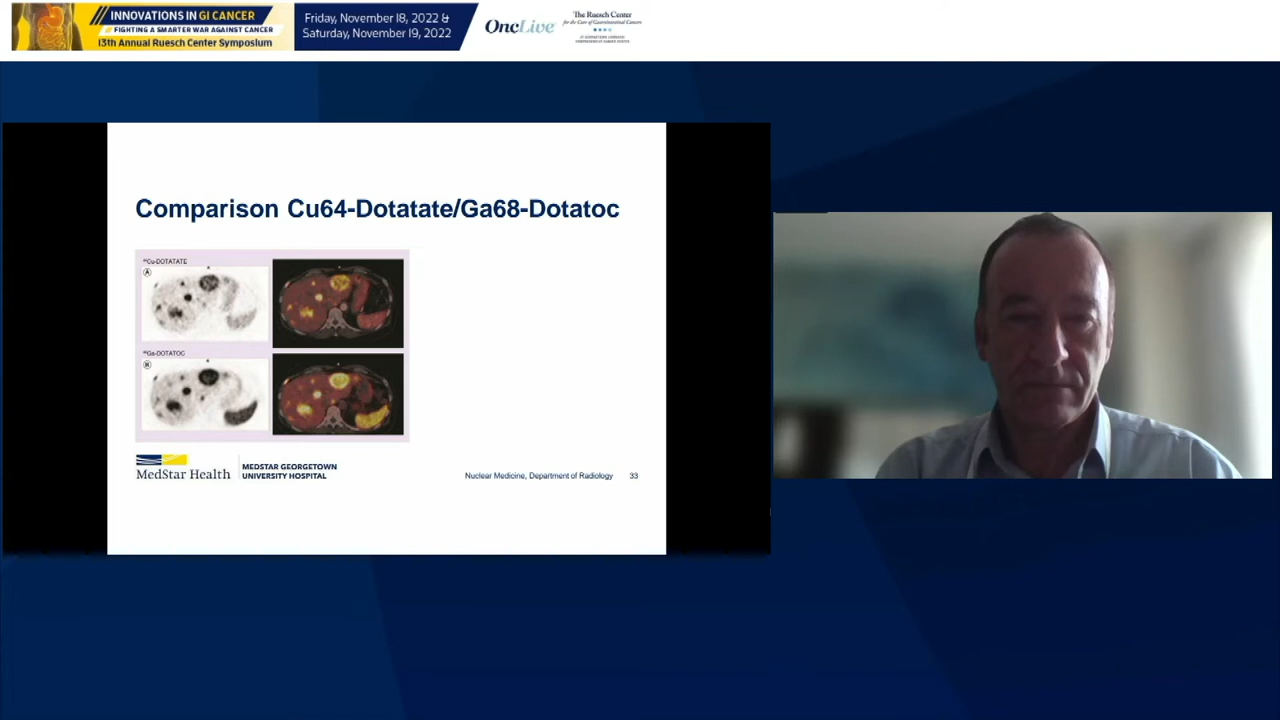 INNOVATIONS IN GI CANCER
FIGHTING A SMARTER WAR AGAINST CANCER
13th Annual Ruesch Center Symposium
Friday, November 18, 2022 &
Saturday, November 19, 2022
OncLive
The Ruesch Center
for the Cure of Gastrointestinal Cancers
Comparison Cu64-Dotatate/Ga68-Dotatoc
⁶⁴Cu-DOTATATE
A
⁶⁸Ga-DOTATOC
B
MedStar Health
MEDSTAR GEORGETOWN
UNIVERSITY HOSPITAL
Nuclear Medicine, Department of Radiology 33